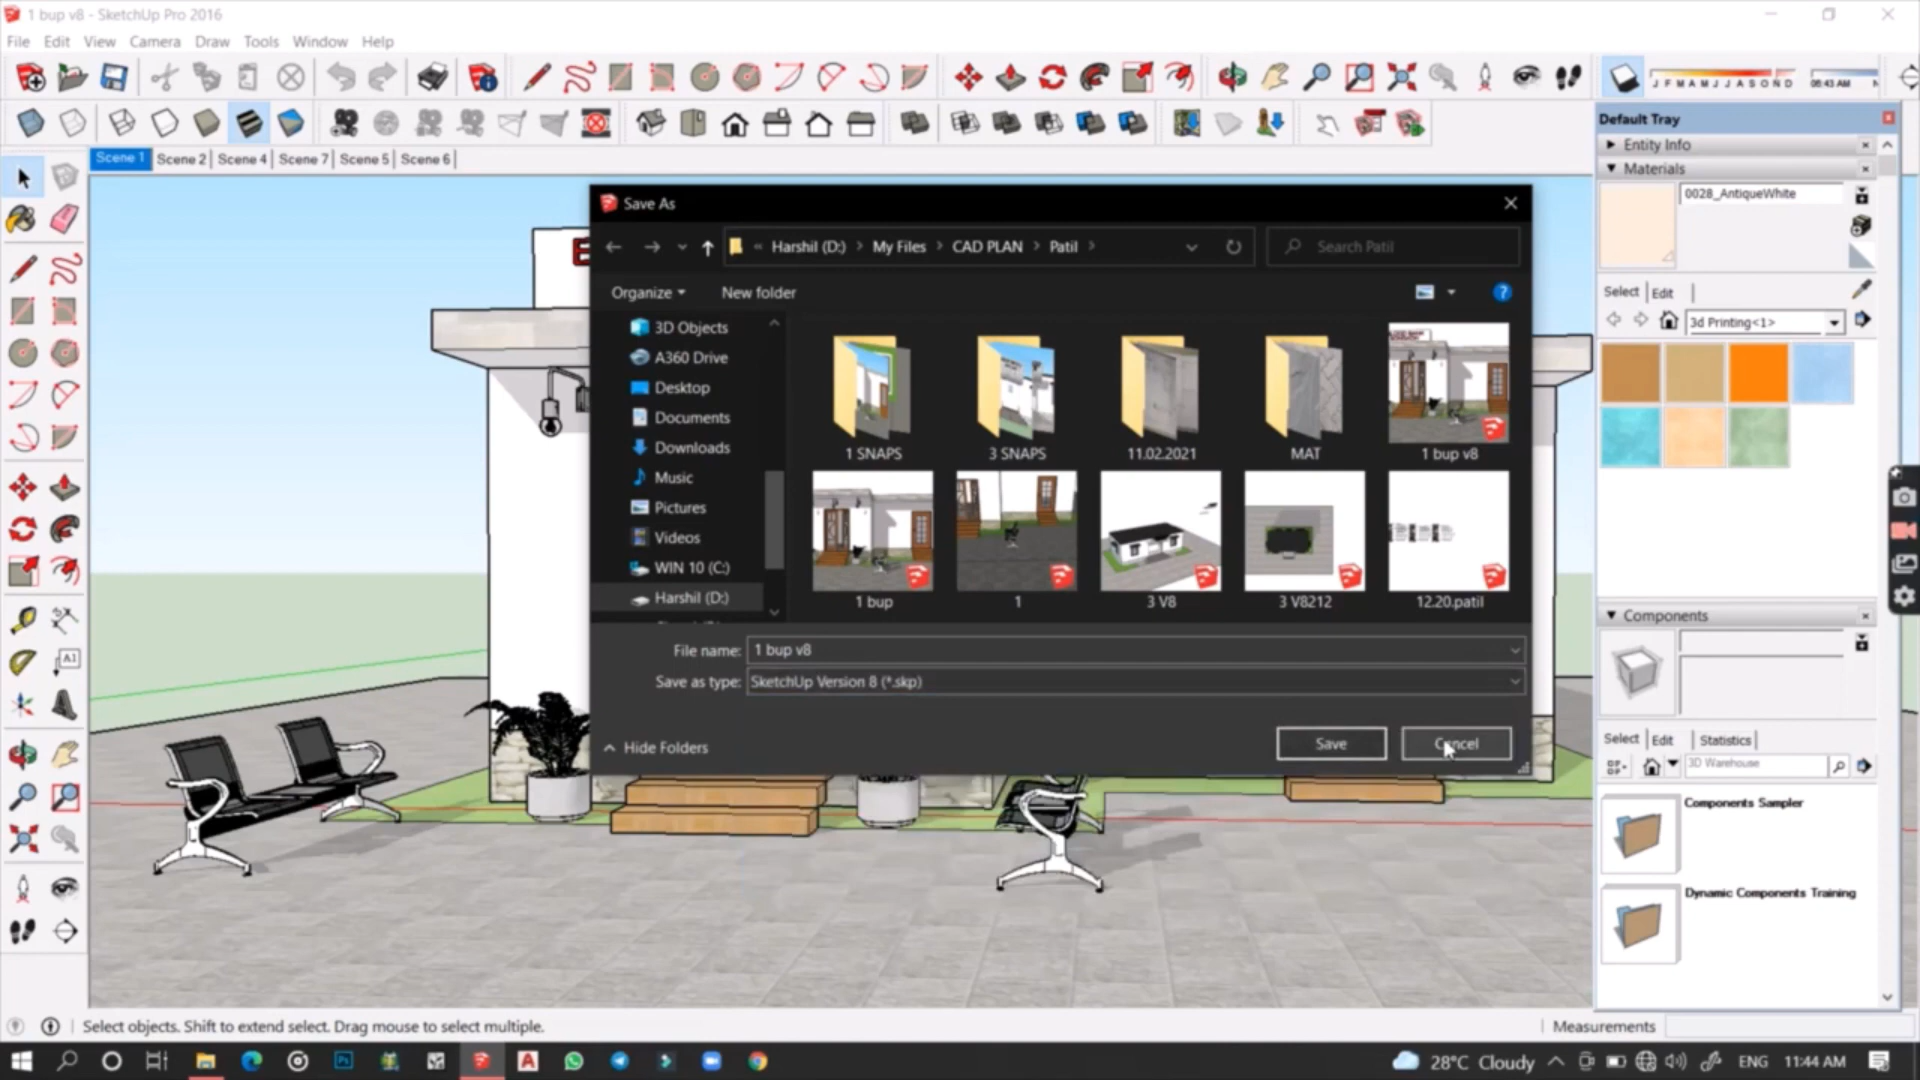 1 bup v8 - SketchUp Pro 2016
File Edit View Camera Draw Tools Window Help
J F M A M J J A S O N D 06:43 AM
Scene 1 Scene 2 Scene 4 Scene 7 Scene 5 Scene 6
Default Tray
Entity Info
Materials
0028_AntiqueWhite
Select Edit
3d Printing<1>
Save As
Harshil (D:) My Files CAD PLAN Patil
Search Patil
Organize New folder
3D Objects
A360 Drive
Desktop
Documents
Downloads
Music
Pictures
Videos
WIN 10 (C:)
Harshil (D:)
1 SNAPS 3 SNAPS 11.02.2021 MAT 1 bup v8
1 bup 1 3 V8 3 V8212 12.20.patil
File name: 1 bup v8
Save as type: SketchUp Version 8 (*.skp)
Hide Folders
Save Cancel
Components
Select Edit Statistics
3D Warehouse
Components Sampler
Dynamic Components Training
Select objects. Shift to extend select. Drag mouse to select multiple.
Measurements
28°C Cloudy ENG 11:44 AM